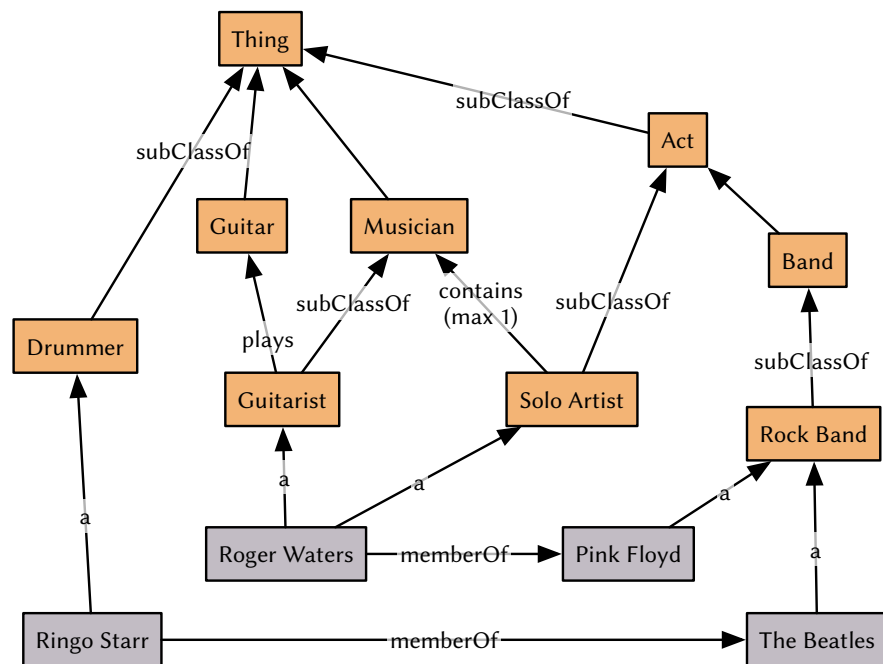 Thing
subClassOf
Act
subClassOf
Guitar
Musician
Band
subClassOf
contains
(max 1)
subClassOf
Drummer
plays
subClassOf
Guitarist
Solo Artist
Rock Band
a
a
a
a
a
Roger Waters
memberOf
Pink Floyd
Ringo Starr
memberOf
The Beatles